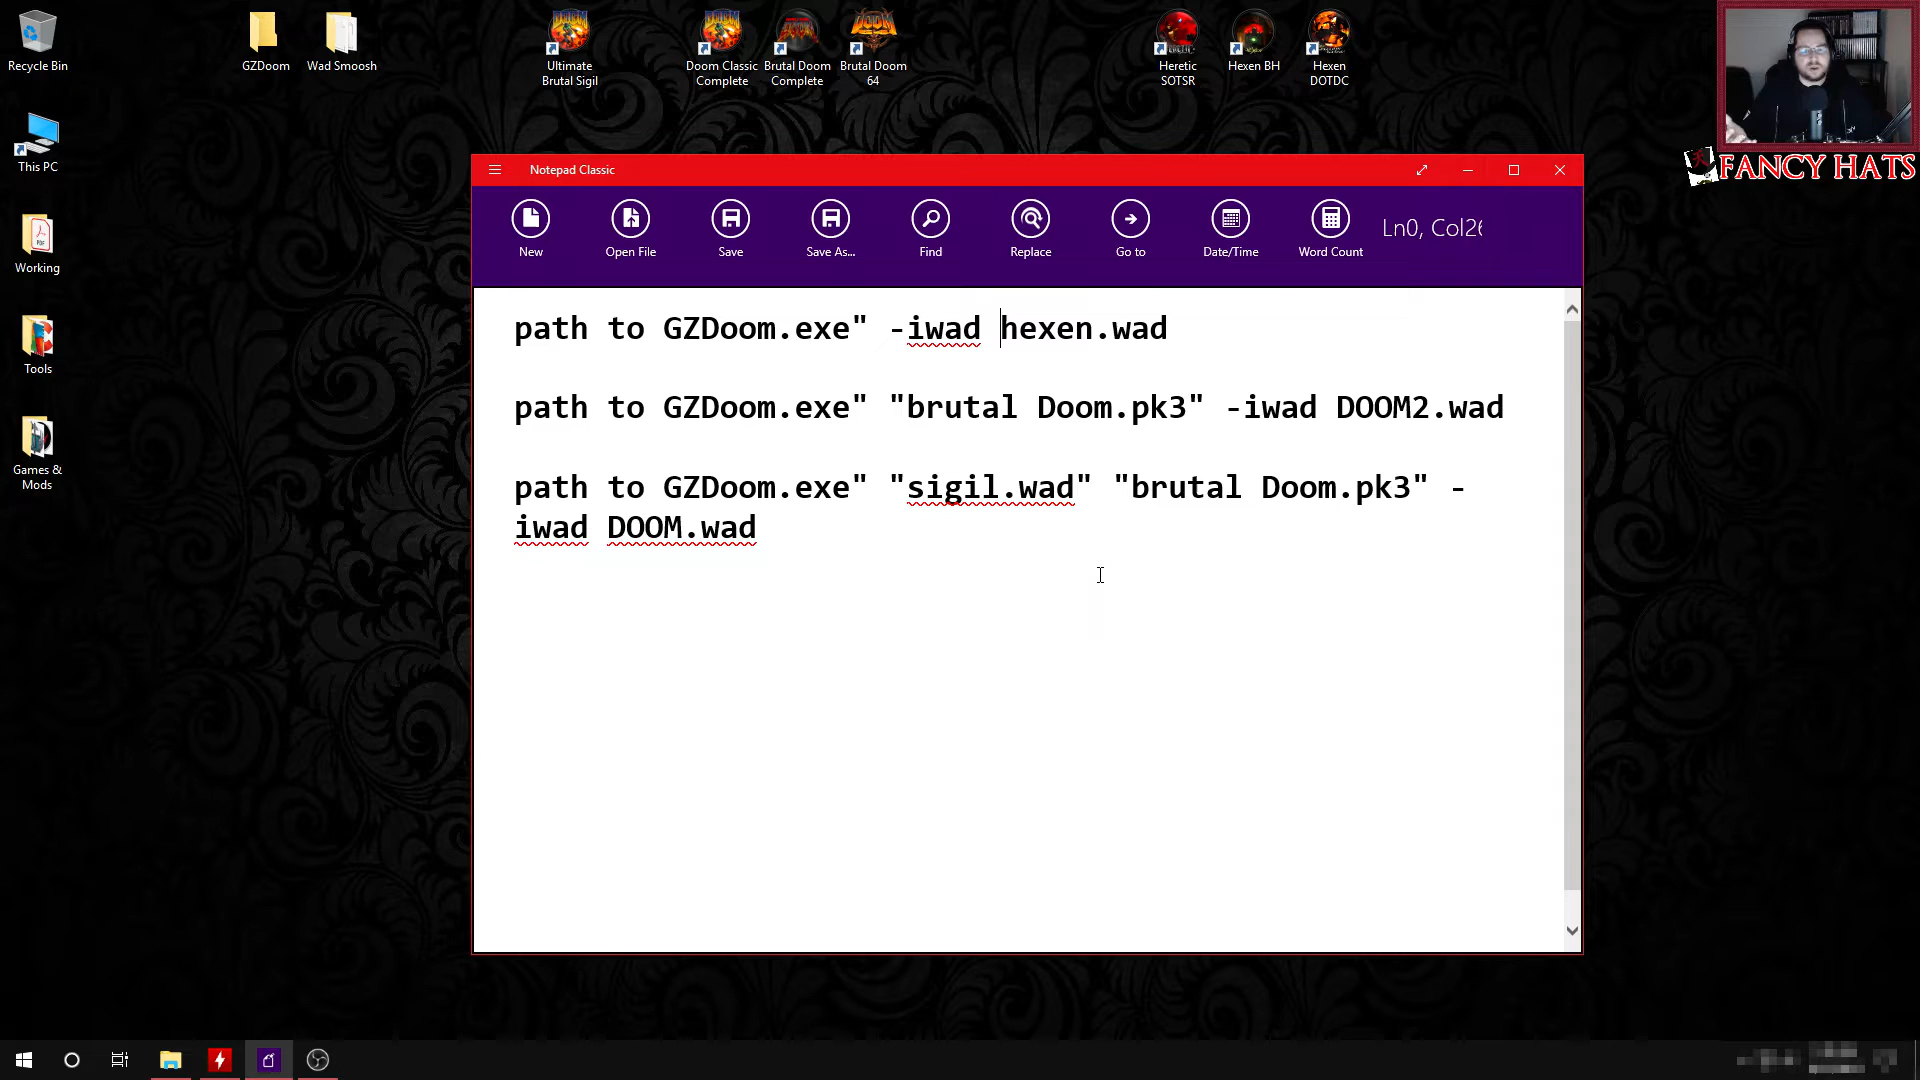 Recycle Bin
GZDoom
Wad Smoosh
Ultimate
Brutal Sigil
Doom Classic
Complete
Brutal Doom
Complete
Brutal Doom
64
Heretic
SOTSR
Hexen BH
Hexen
DOTDC
FANCY HATS
This PC
Working
Tools
Games &
Mods
Notepad Classic
New
Open File
Save
Save As...
Find
Replace
Go to
Date/Time
Word Count
Ln0, Col26
path to GZDoom.exe" -iwad hexen.wad
path to GZDoom.exe" "brutal Doom.pk3" -iwad DOOM2.wad
path to GZDoom.exe" "sigil.wad" "brutal Doom.pk3" -
iwad DOOM.wad